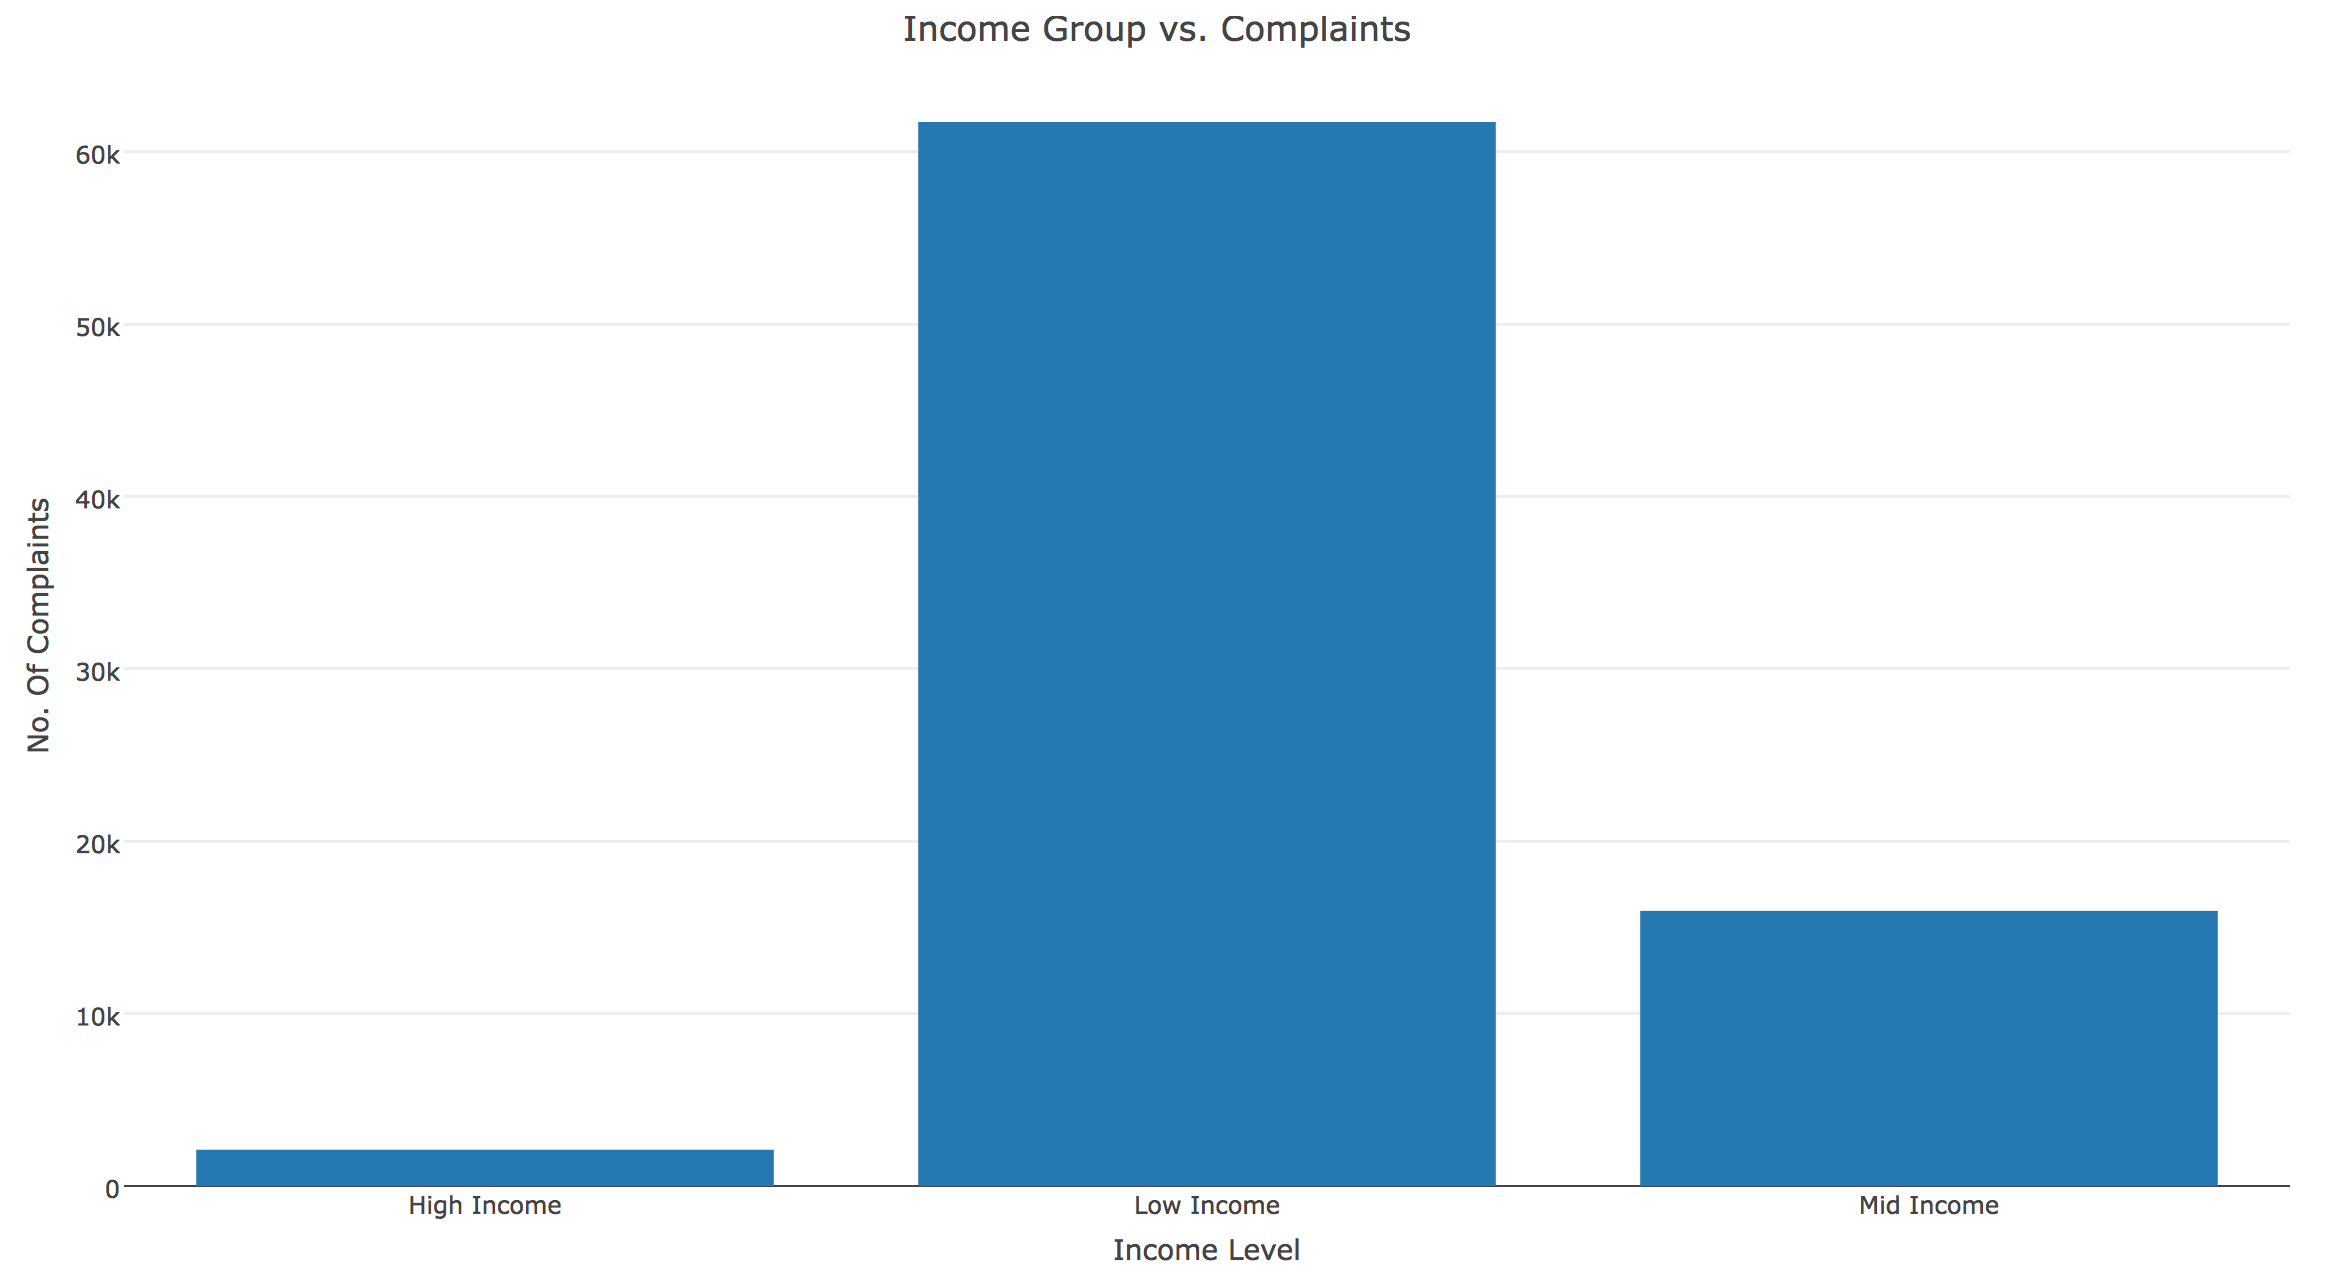 Income Group vs. Complaints
No. Of Complaints
60k
50k
40k
30k
20k
10k
0
High Income
Low Income
Mid Income
Income Level